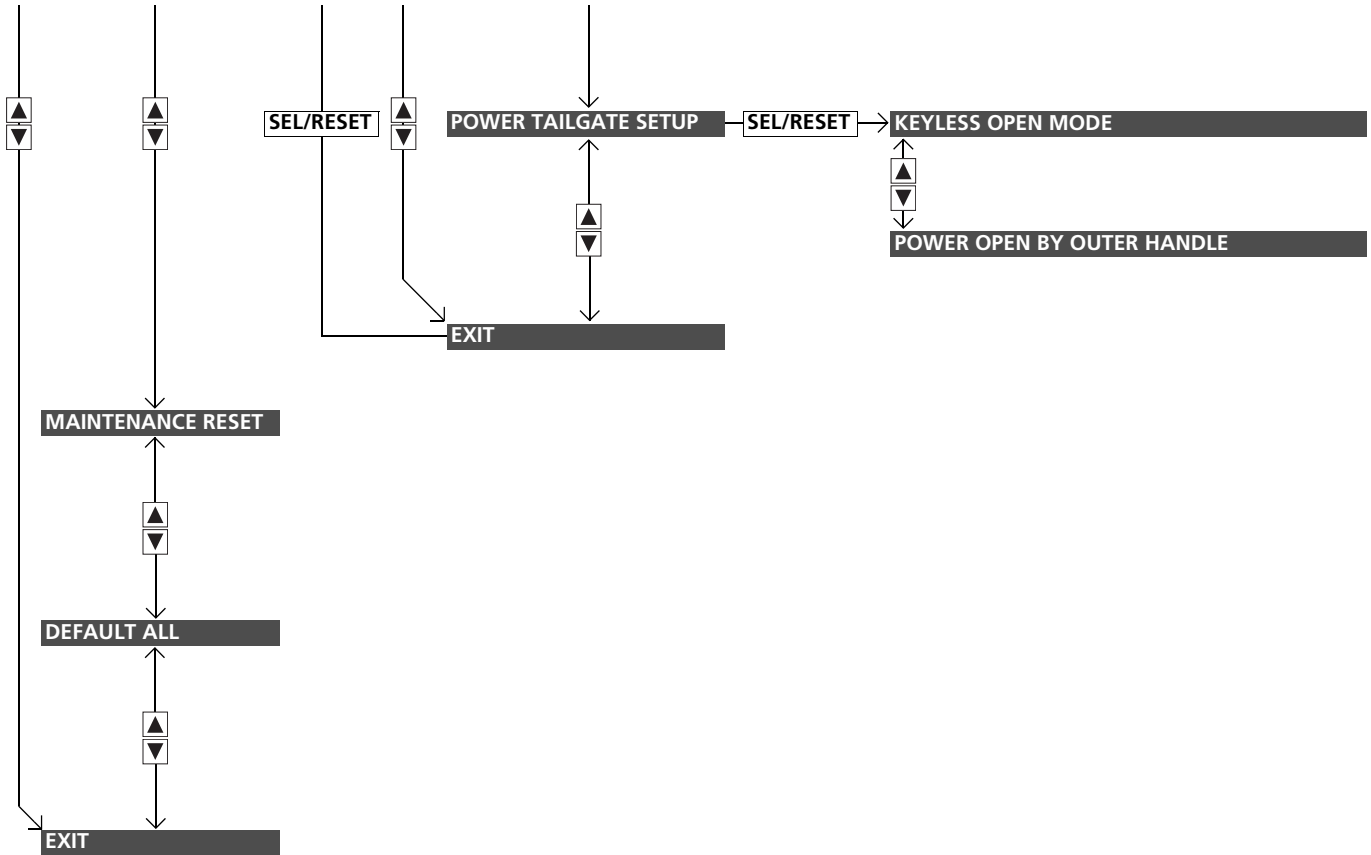 SEL/RESET
POWER TAILGATE SETUP
SEL/RESET
KEYLESS OPEN MODE
POWER OPEN BY OUTER HANDLE
EXIT
MAINTENANCE RESET
DEFAULT ALL
EXIT